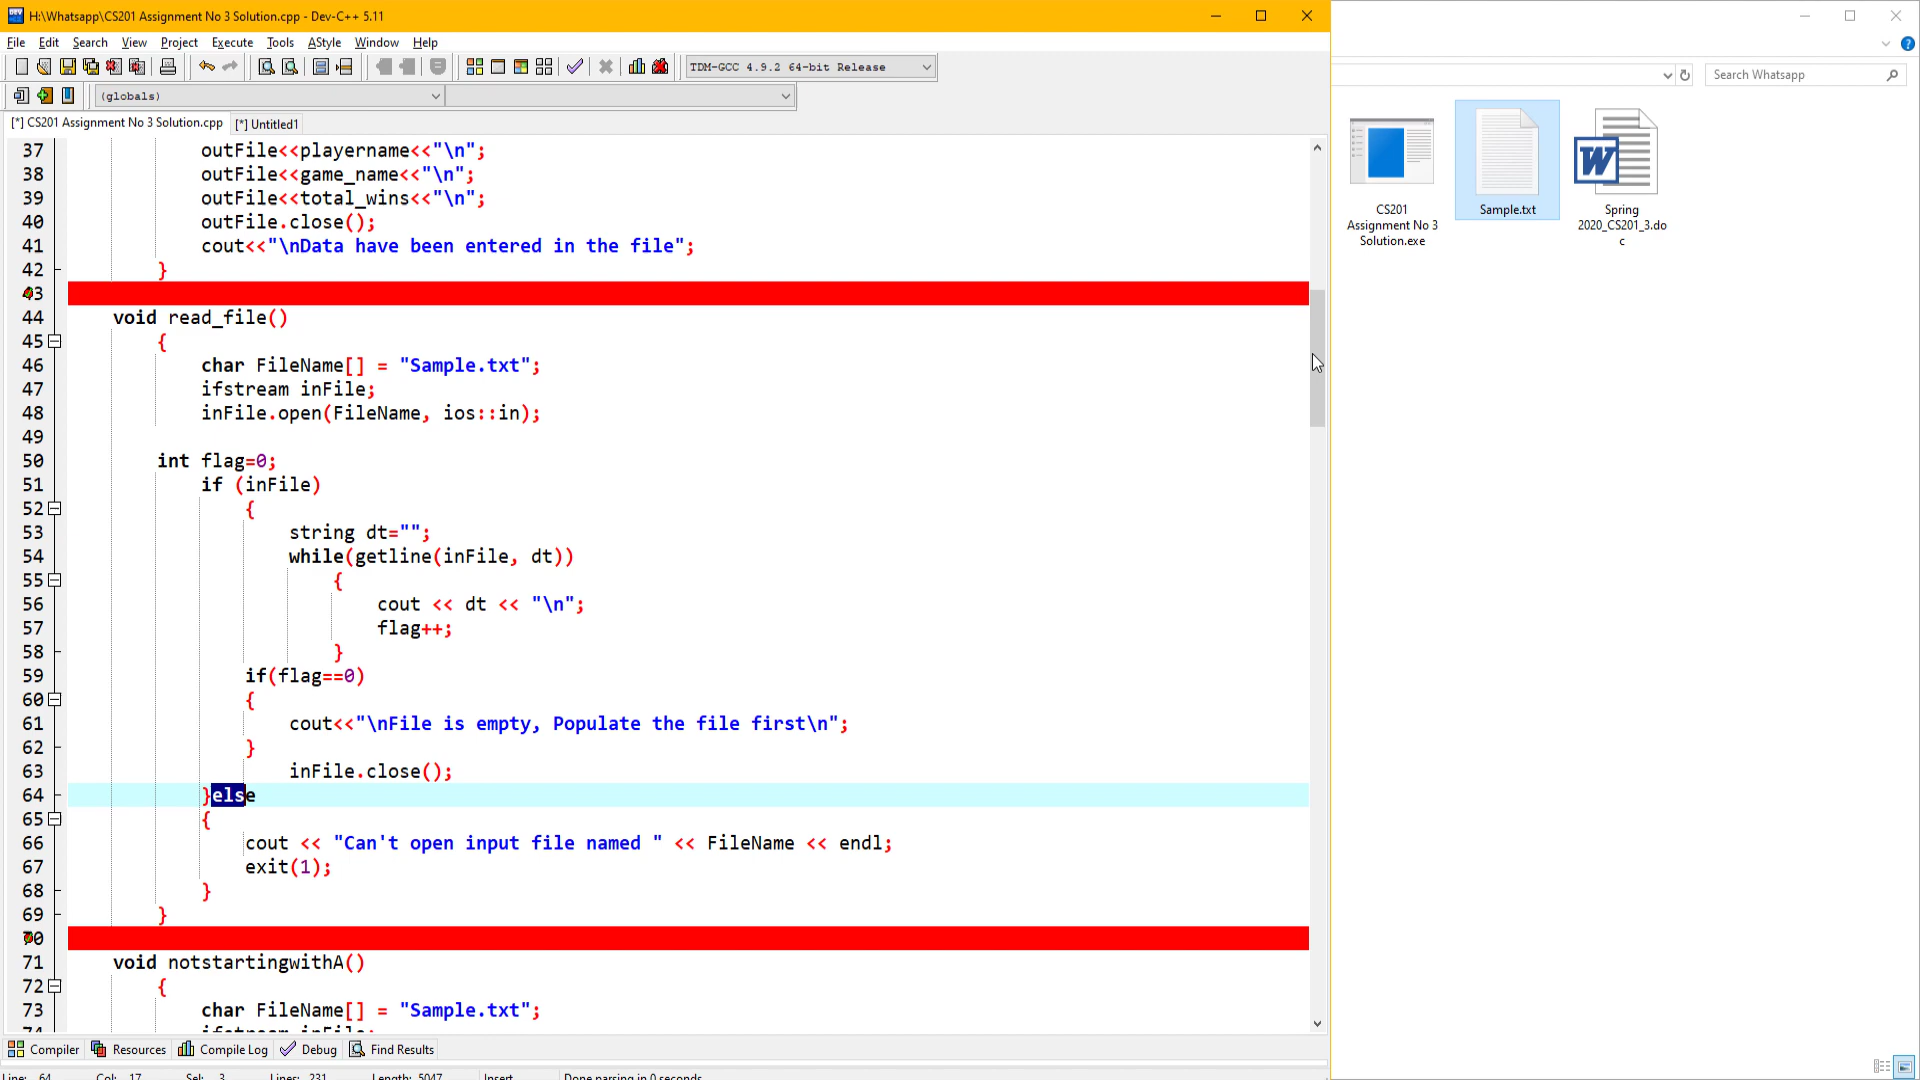 H:\Whatsapp\CS201 Assignment No 3 Solution.cpp - Dev-C++ 5.11
File Edit Search View Project Execute Tools AStyle Window Help
TDM-GCC 4.9.2 64-bit Release
(globals)
[*] CS201 Assignment No 3 Solution.cpp [*] Untitled1
37 outFile<<playername<<"\n";
38 outFile<<game_name<<"\n";
39 outFile<<total_wins<<"\n";
40 outFile.close();
41 cout<<"\nData have been entered in the file";
42 }
43
44 void read_file()
45 {
46 char FileName[] = "Sample.txt";
47 ifstream inFile;
48 inFile.open(FileName, ios::in);
49
50 int flag=0;
51 if (inFile)
52 {
53 string dt="";
54 while(getline(inFile, dt))
55 {
56 cout << dt << "\n";
57 flag++;
58 }
59 if(flag==0)
60 {
61 cout<<"\nFile is empty, Populate the file first\n";
62 }
63 inFile.close();
64 }else
65 {
66 cout << "Can't open input file named " << FileName << endl;
67 exit(1);
68 }
69 }
70
71 void notstartingwithA()
72 {
73 char FileName[] = "Sample.txt";
74 ifstream inFile;
Compiler Resources Compile Log Debug Find Results
Line: 64 Col: 17 Sel: 3 Lines: 231 Length: 5047 Insert Done parsing in 0 seconds
Search Whatsapp
CS201
Assignment No 3
Solution.exe
Sample.txt
Spring
2020_CS201_3.do
c